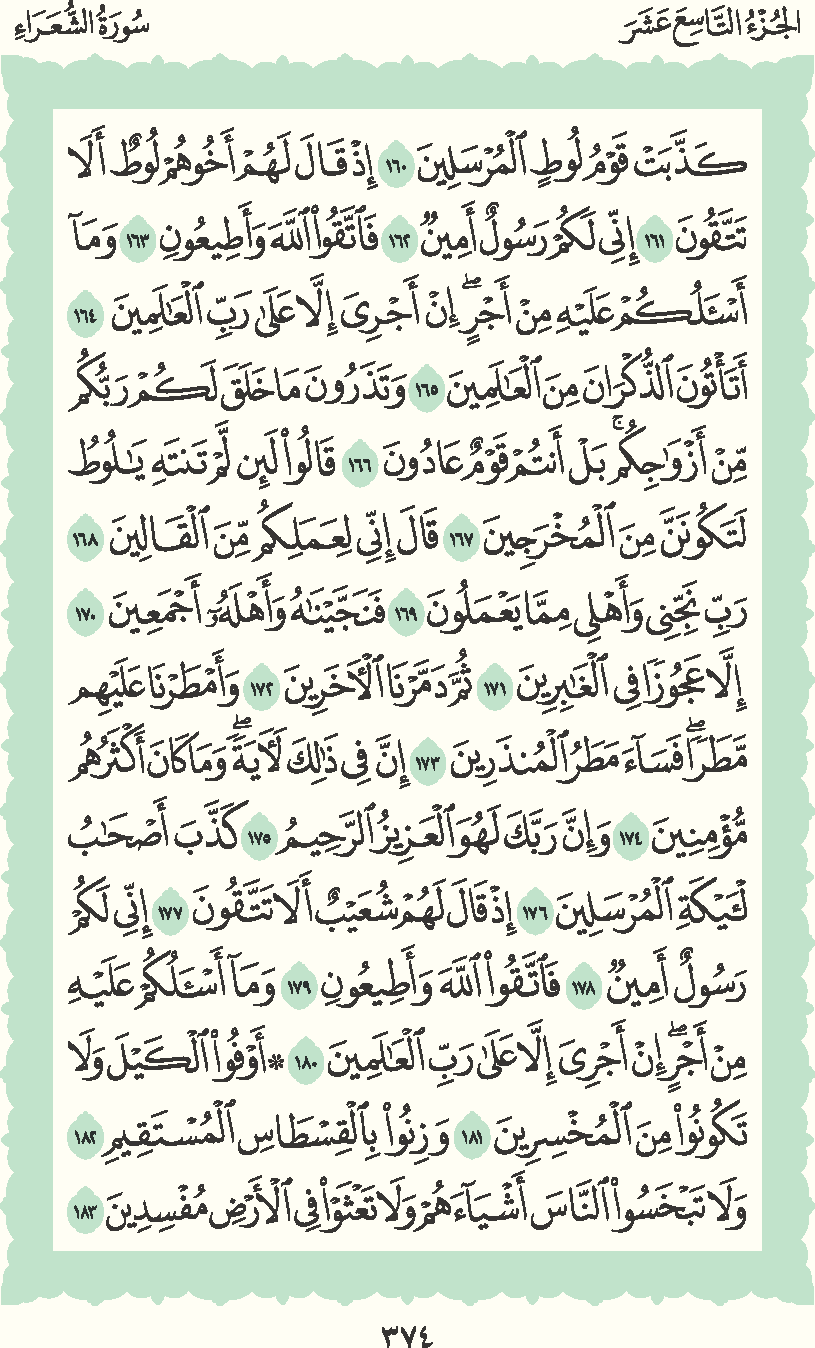 الجُزْءُ التَّاسِعَ عَشَرَ
سُورَةُ الشُّعَرَاءِ
كَذَّبَتْ قَوْمُ لُوطٍ ٱلْمُرْسَلِينَ ١٦٠ إِذْ قَالَ لَهُمْ أَخُوهُمْ لُوطٌ أَلَا
تَتَّقُونَ ١٦١ إِنِّى لَكُمْ رَسُولٌ أَمِينٌ ١٦٢ فَٱتَّقُوا۟ ٱللَّهَ وَأَطِيعُونِ ١٦٣ وَمَآ
أَسْـَٔلُكُمْ عَلَيْهِ مِنْ أَجْرٍ ۖ إِنْ أَجْرِىَ إِلَّا عَلَىٰ رَبِّ ٱلْعَـٰلَمِينَ ١٦٤
أَتَأْتُونَ ٱلذُّكْرَانَ مِنَ ٱلْعَـٰلَمِينَ ١٦٥ وَتَذَرُونَ مَا خَلَقَ لَكُمْ رَبُّكُم
مِّنْ أَزْوَٰجِكُم ۚ بَلْ أَنتُمْ قَوْمٌ عَادُونَ ١٦٦ قَالُوا۟ لَئِن لَّمْ تَنتَهِ يَـٰلُوطُ
لَتَكُونَنَّ مِنَ ٱلْمُخْرَجِينَ ١٦٧ قَالَ إِنِّى لِعَمَلِكُم مِّنَ ٱلْقَالِينَ ١٦٨
رَبِّ نَجِّنِى وَأَهْلِى مِمَّا يَعْمَلُونَ ١٦٩ فَنَجَّيْنَـٰهُ وَأَهْلَهُۥٓ أَجْمَعِينَ ١٧٠
إِلَّا عَجُوزًا فِى ٱلْغَـٰبِرِينَ ١٧١ ثُمَّ دَمَّرْنَا ٱلْـَٔاخَرِينَ ١٧٢ وَأَمْطَرْنَا عَلَيْهِم
مَّطَرًا ۖ فَسَآءَ مَطَرُ ٱلْمُنذَرِينَ ١٧٣ إِنَّ فِى ذَٰلِكَ لَـَٔايَةً ۖ وَمَا كَانَ أَكْثَرُهُم
مُّؤْمِنِينَ ١٧٤ وَإِنَّ رَبَّكَ لَهُوَ ٱلْعَزِيزُ ٱلرَّحِيمُ ١٧٥ كَذَّبَ أَصْحَـٰبُ
لْـَٔيْكَةِ ٱلْمُرْسَلِينَ ١٧٦ إِذْ قَالَ لَهُمْ شُعَيْبٌ أَلَا تَتَّقُونَ ١٧٧ إِنِّى لَكُمْ
رَسُولٌ أَمِينٌ ١٧٨ فَٱتَّقُوا۟ ٱللَّهَ وَأَطِيعُونِ ١٧٩ وَمَآ أَسْـَٔلُكُمْ عَلَيْهِ
مِنْ أَجْرٍ ۖ إِنْ أَجْرِىَ إِلَّا عَلَىٰ رَبِّ ٱلْعَـٰلَمِينَ ١٨٠ * أَوْفُوا۟ ٱلْكَيْلَ وَلَا
تَكُونُوا۟ مِنَ ٱلْمُخْسِرِينَ ١٨١ وَزِنُوا۟ بِٱلْقِسْطَاسِ ٱلْمُسْتَقِيمِ ١٨٢
وَلَا تَبْخَسُوا۟ ٱلنَّاسَ أَشْيَآءَهُمْ وَلَا تَعْثَوْا۟ فِى ٱلْأَرْضِ مُفْسِدِينَ ١٨٣
٣٧٤